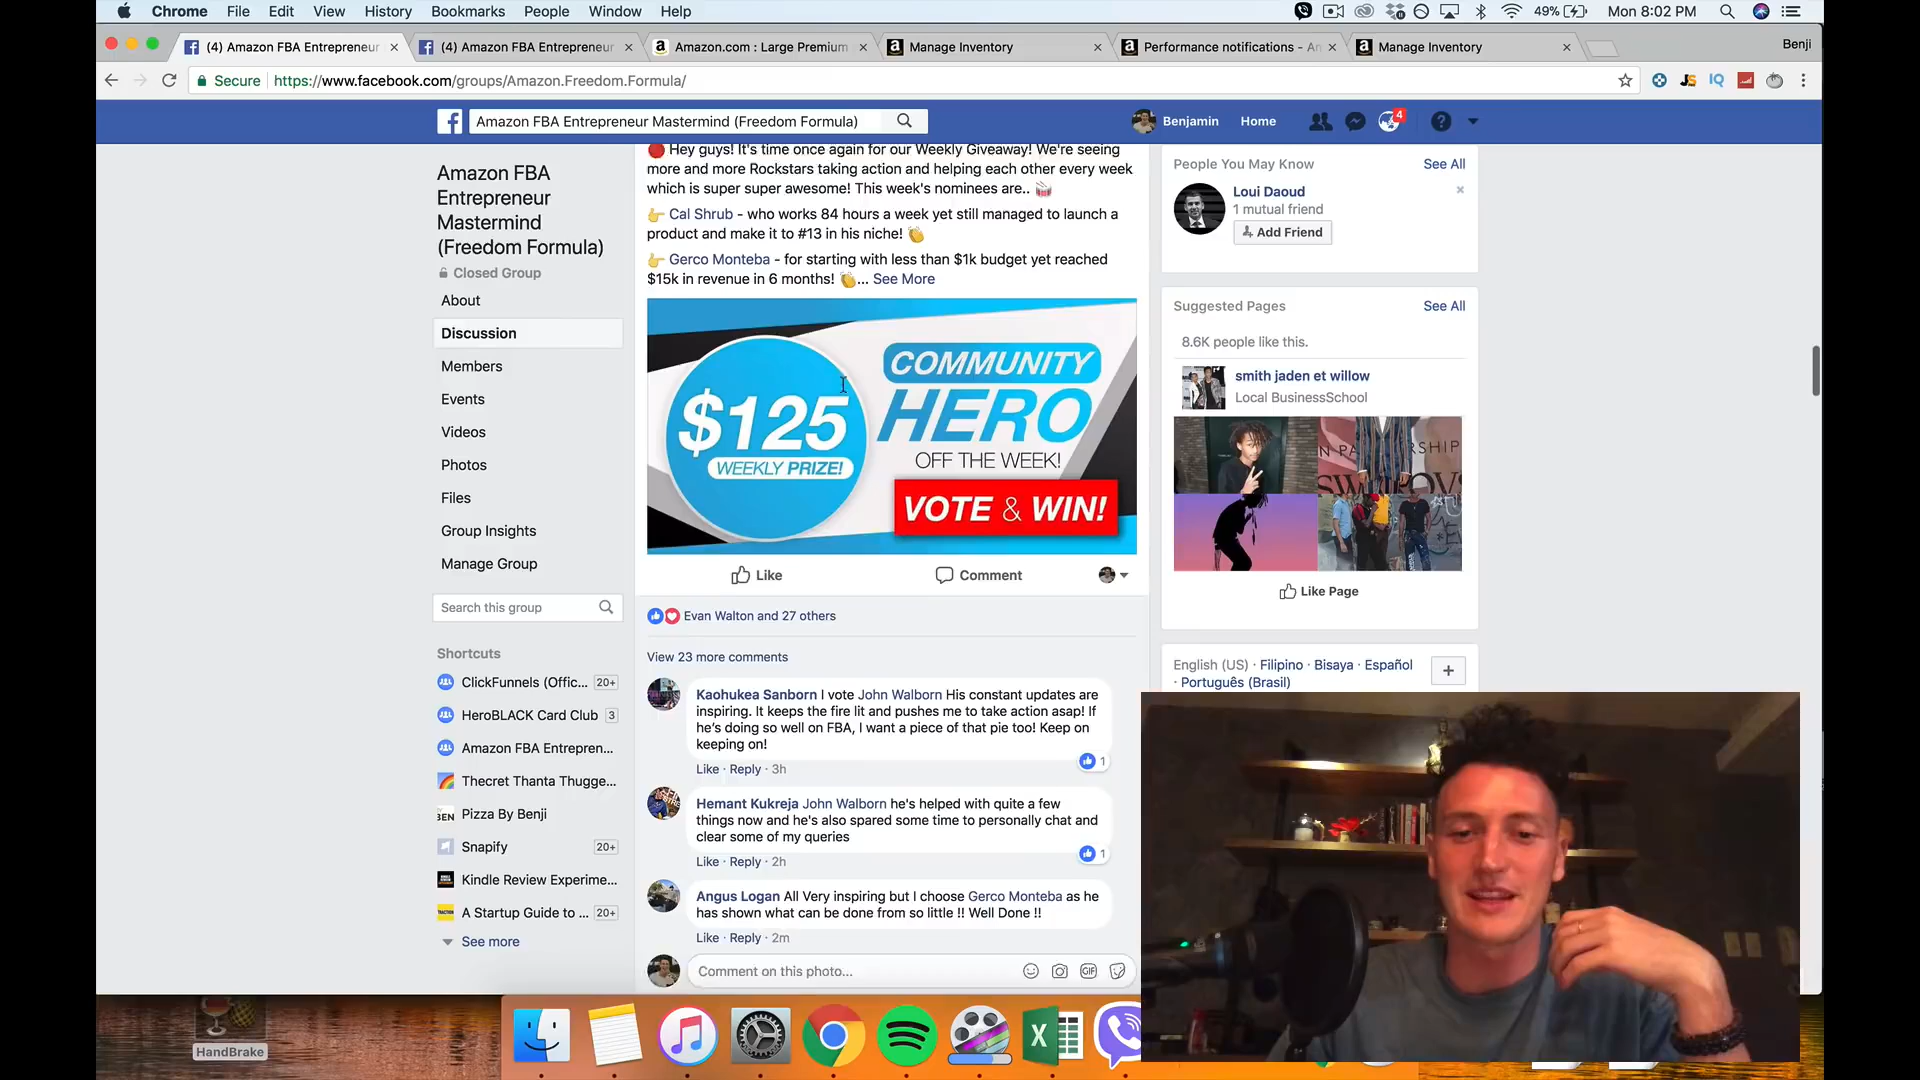 Chrome File Edit View History Bookmarks People Window Help 49% Mon 8:02 PM
(4) Amazon FBA Entrepreneur (4) Amazon FBA Entrepreneur Amazon.com : Large Premium Manage Inventory Performance notifications - Manage Inventory Benji
Secure https://www.facebook.com/groups/Amazon.Freedom.Formula/
Amazon FBA Entrepreneur Mastermind (Freedom Formula) Benjamin Home 4
Amazon FBA
Entrepreneur
Mastermind
(Freedom Formula)
Closed Group
About
Discussion
Members
Events
Videos
Photos
Files
Group Insights
Manage Group
Search this group
Shortcuts
ClickFunnels (Offic... 20+
HeroBLACK Card Club 3
Amazon FBA Entrepren...
Thecret Thanta Thugge...
Pizza By Benji
Snapify 20+
Kindle Review Experime...
A Startup Guide to ... 20+
See more
Hey guys! It's time once again for our Weekly Giveaway! We're seeing
more and more Rockstars taking action and helping each other every week
which is super super awesome! This week's nominees are..
Cal Shrub - who works 84 hours a week yet still managed to launch a
product and make it to #13 in his niche!
Gerco Monteba - for starting with less than $1k budget yet reached
$15k in revenue in 6 months! ... See More
$125
WEEKLY PRIZE!
COMMUNITY
HERO
OFF THE WEEK!
VOTE & WIN!
Like Comment
Evan Walton and 27 others
View 23 more comments
Kaohukea Sanborn I vote John Walborn His constant updates are
inspiring. It keeps the fire lit and pushes me to take action asap! If
he's doing so well on FBA, I want a piece of that pie too! Keep on
keeping on!
1
Like · Reply · 3h
Hemant Kukreja John Walborn he's helped with quite a few
things now and he's also spared some time to personally chat and
clear some of my queries
1
Like · Reply · 2h
Angus Logan All Very inspiring but I choose Gerco Monteba as he
has shown what can be done from so little !! Well Done !!
Like · Reply · 2m
Comment on this photo... GIF
People You May Know See All
Loui Daoud
1 mutual friend
Add Friend
Suggested Pages See All
8.6K people like this.
smith jaden et willow
Local BusinessSchool
Like Page
English (US) · Filipino · Bisaya · Español
· Português (Brasil)
HandBrake